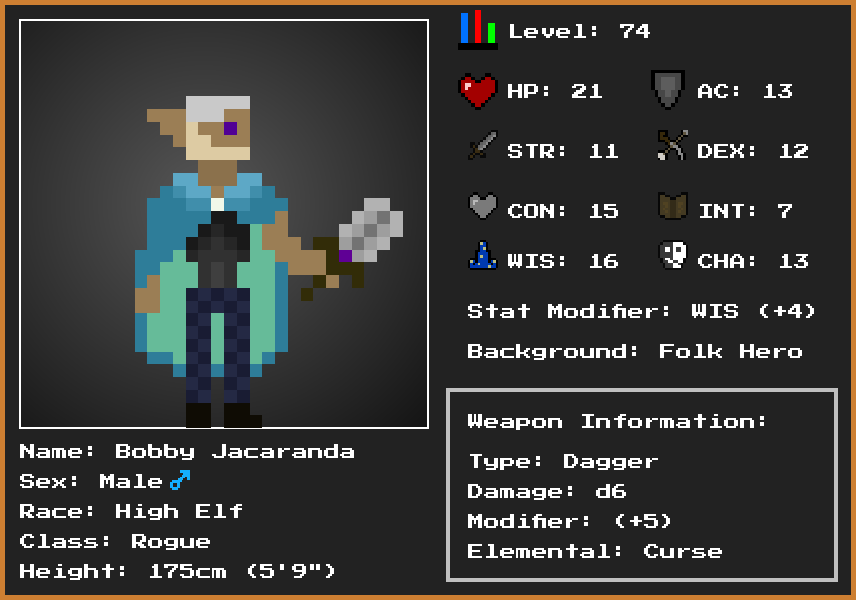 Level: 74
HP: 21
AC: 13
STR: 11
DEX: 12
CON: 15
INT: 7
WIS: 16
CHA: 13
Stat Modifier: WIS (+4)
Background: Folk Hero
Weapon Information:
Type: Dagger
Damage: d6
Modifier: (+5)
Elemental: Curse
Name: Bobby Jacaranda
Sex: Male♂
Race: High Elf
Class: Rogue
Height: 175cm (5'9")